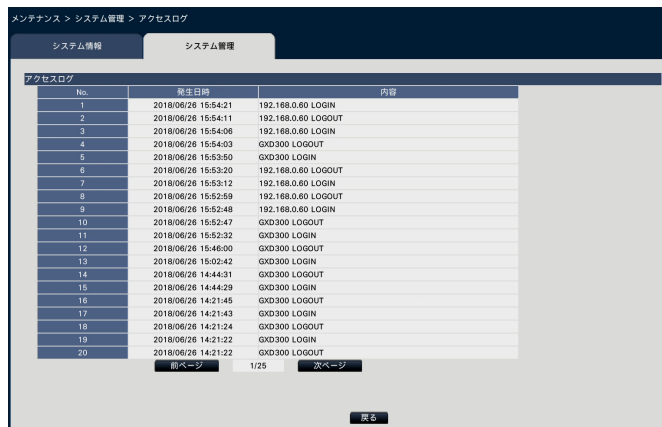 メンテナンス > システム管理 > アクセスログ
システム情報 システム管理
アクセスログ
No. 発生日時 内容
1 2018/06/26 15:54:21 192.168.0.60 LOGIN
2 2018/06/26 15:54:11 192.168.0.60 LOGOUT
3 2018/06/26 15:54:06 192.168.0.60 LOGIN
4 2018/06/26 15:54:03 GXD300 LOGOUT
5 2018/06/26 15:53:50 GXD300 LOGIN
6 2018/06/26 15:53:20 192.168.0.60 LOGOUT
7 2018/06/26 15:53:12 192.168.0.60 LOGIN
8 2018/06/26 15:52:59 192.168.0.60 LOGOUT
9 2018/06/26 15:52:48 192.168.0.60 LOGIN
10 2018/06/26 15:52:47 GXD300 LOGOUT
11 2018/06/26 15:52:32 GXD300 LOGIN
12 2018/06/26 15:46:00 GXD300 LOGOUT
13 2018/06/26 15:02:42 GXD300 LOGIN
14 2018/06/26 14:44:31 GXD300 LOGOUT
15 2018/06/26 14:44:29 GXD300 LOGIN
16 2018/06/26 14:21:45 GXD300 LOGOUT
17 2018/06/26 14:21:43 GXD300 LOGIN
18 2018/06/26 14:21:24 GXD300 LOGOUT
19 2018/06/26 14:21:22 GXD300 LOGIN
20 2018/06/26 14:21:22 GXD300 LOGOUT
前ページ 1/25 次ページ
戻る